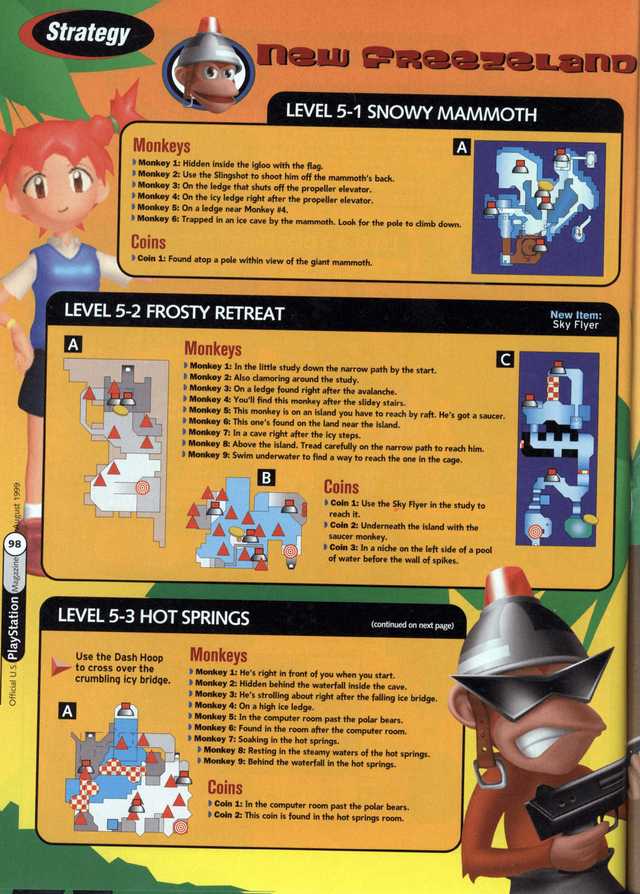 Strategy
New Freezeland
LEVEL 5-1 SNOWY MAMMOTH
Monkeys
Monkey 1: Hidden inside the igloo with the flag.
Monkey 2: Use the Slingshot to shoot him off the mammoth's back.
Monkey 3: On the ledge that shuts off the propeller elevator.
Monkey 4: On the icy ledge right after the propeller elevator.
Monkey 5: On a ledge near Monkey #4.
Monkey 6: Trapped in an ice cave by the mammoth. Look for the pole to climb down.
Coins
Coin 1: Found atop a pole within view of the giant mammoth.
A
LEVEL 5-2 FROSTY RETREAT
New Item:
Sky Flyer
A
Monkeys
Monkey 1: In the little study down the narrow path by the start.
Monkey 2: Also clamoring around the study.
Monkey 3: On a ledge found right after the avalanche.
Monkey 4: You'll find this monkey after the slidey stairs.
Monkey 5: This monkey is on an island you have to reach by raft. He's got a saucer.
Monkey 6: This one's found on the land near the island.
Monkey 7: In a cave right after the icy steps.
Monkey 8: Above the island. Tread carefully on the narrow path to reach him.
Monkey 9: Swim underwater to find a way to reach the one in the cage.
C
B
Coins
Coin 1: Use the Sky Flyer in the study to
reach it.
Coin 2: Underneath the island with the
saucer monkey.
Coin 3: In a niche on the left side of a pool
of water before the wall of spikes.
LEVEL 5-3 HOT SPRINGS
(continued on next page)
Use the Dash Hoop
to cross over the
crumbling icy bridge.
A
Monkeys
Monkey 1: He's right in front of you when you start.
Monkey 2: Hidden behind the waterfall inside the cave.
Monkey 3: He's strolling about right after the falling ice bridge.
Monkey 4: On a high ice ledge.
Monkey 5: In the computer room past the polar bears.
Monkey 6: Found in the room after the computer room.
Monkey 7: Soaking in the hot springs.
Monkey 8: Resting in the steamy waters of the hot springs.
Monkey 9: Behind the waterfall in the hot springs.
Coins
Coin 1: In the computer room past the polar bears.
Coin 2: This coin is found in the hot springs room.
Official U.S. PlayStation Magazine
98
August 1999